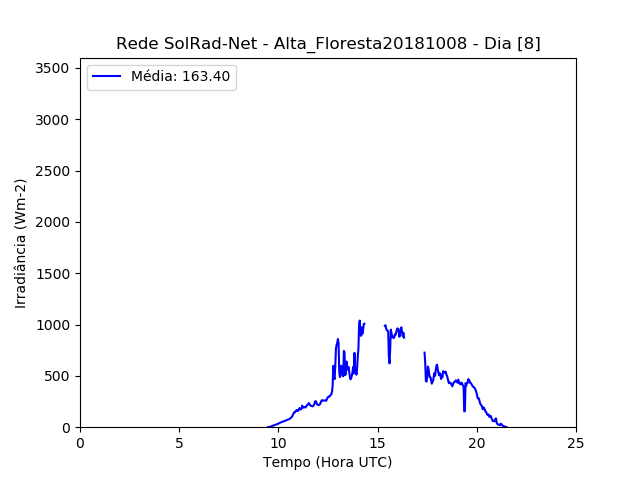 Rede SolRad-Net - Alta_Floresta20181008 - Dia [8]
Média: 163.40
Irradiância (Wm-2)
3500
3000
2500
2000
1500
1000
500
0
0 5 10 15 20 25
Tempo (Hora UTC)